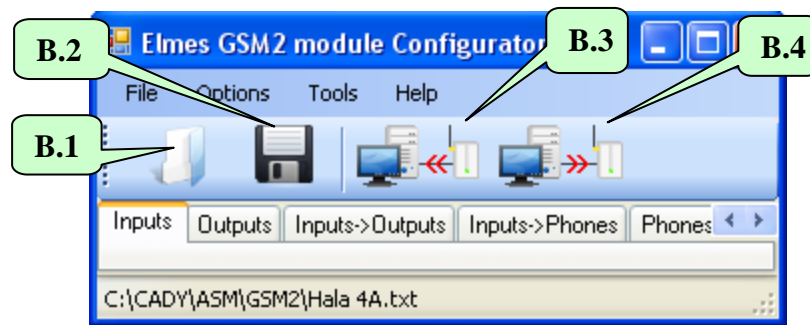 B.2
Elmes GSM2 module Configurator
B.3
B.4
File Options Tools Help
B.1
Inputs Outputs Inputs->Outputs Inputs->Phones Phones
C:\CADY\ASM\GSM2\Hala 4A.txt